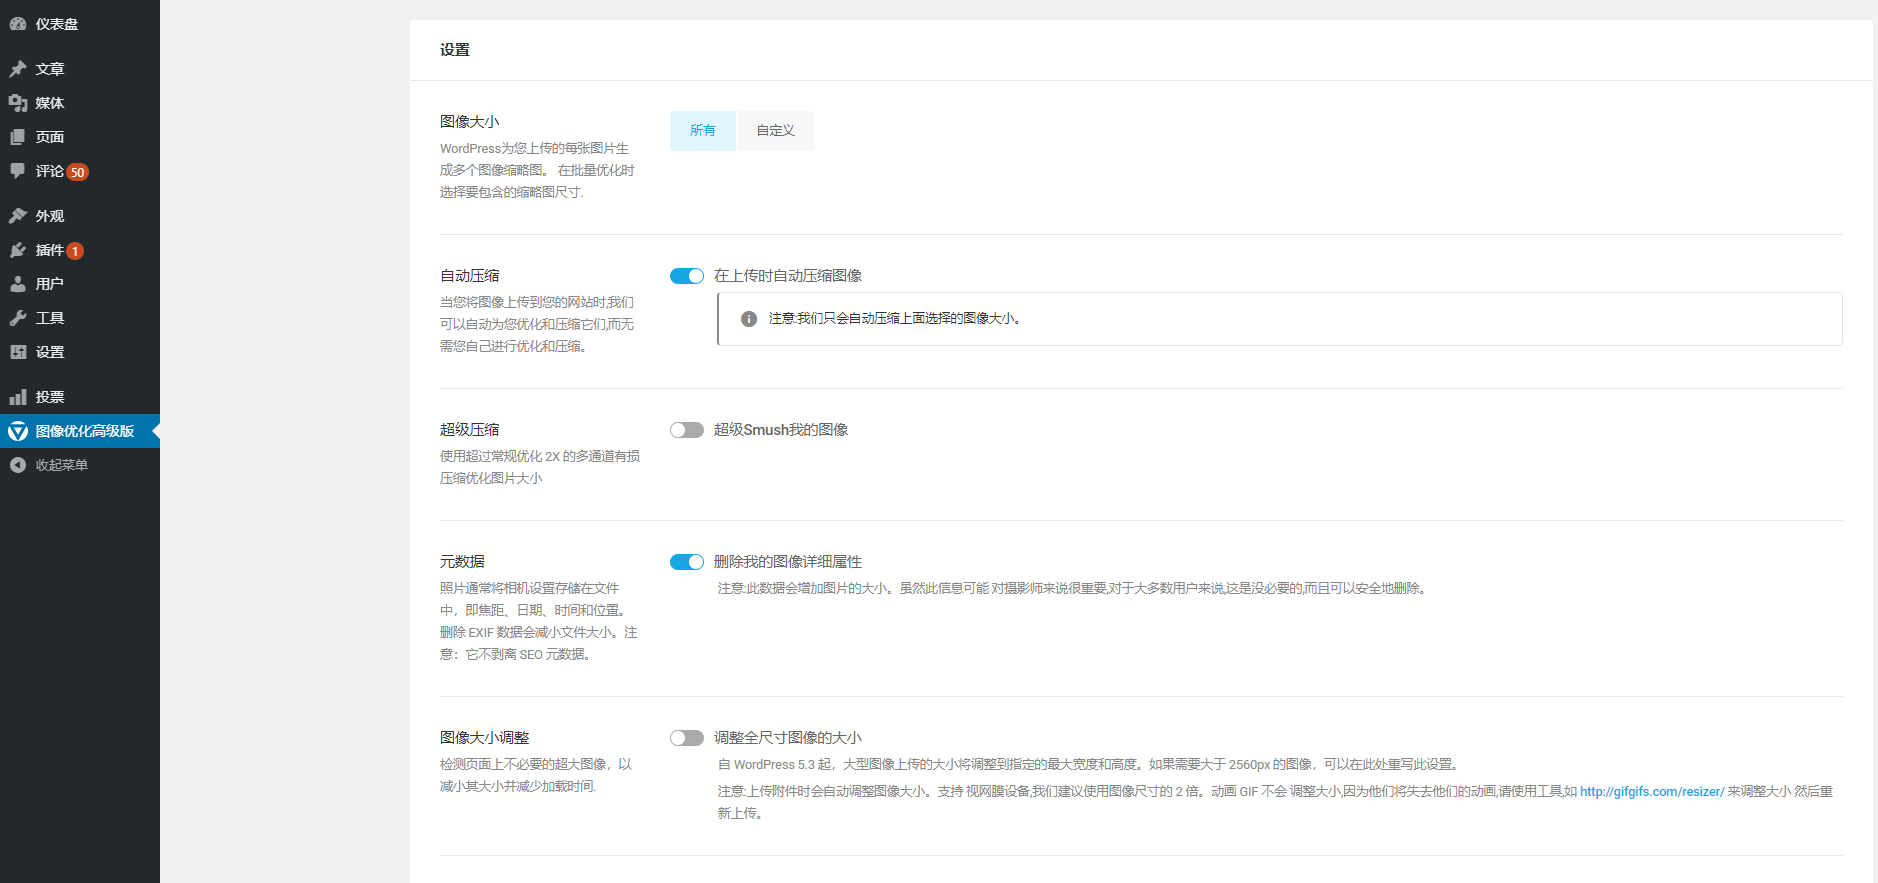 仪表盘
文章
媒体
页面
评论 50
外观
插件 1
用户
工具
设置
投票
图像优化高级版
收起菜单
设置
图像大小
WordPress为您上传的每张图片生
成多个图像缩略图。 在批量优化时
选择要包含的缩略图尺寸.
所有 自定义
自动压缩
当您将图像上传到您的网站时,我们
可以自动为您优化和压缩它们,而无
需您自己进行优化和压缩。
在上传时自动压缩图像
注意:我们只会自动压缩上面选择的图像大小。
超级压缩
使用超过常规优化 2X 的多通道有损
压缩优化图片大小
超级Smush我的图像
元数据
照片通常将相机设置存储在文件
中，即焦距、日期、时间和位置。
删除 EXIF 数据会减小文件大小。注
意：它不剥离 SEO 元数据。
删除我的图像详细属性
注意:此数据会增加图片的大小。虽然此信息可能 对摄影师来说很重要,对于大多数用户来说,这是没必要的,而且可以安全地删除。
图像大小调整
检测页面上不必要的超大图像，以
减小其大小并减少加载时间.
调整全尺寸图像的大小
自 WordPress 5.3 起，大型图像上传的大小将调整到指定的最大宽度和高度。如果需要大于 2560px 的图像，可以在此处重写此设置。
注意:上传附件时会自动调整图像大小。支持 视网膜设备,我们建议使用图像尺寸的 2 倍。动画 GIF 不会 调整大小,因为他们将失去他们的动画,请使用工具,如 http://gifgifs.com/resizer/ 来调整大小 然后重
新上传。